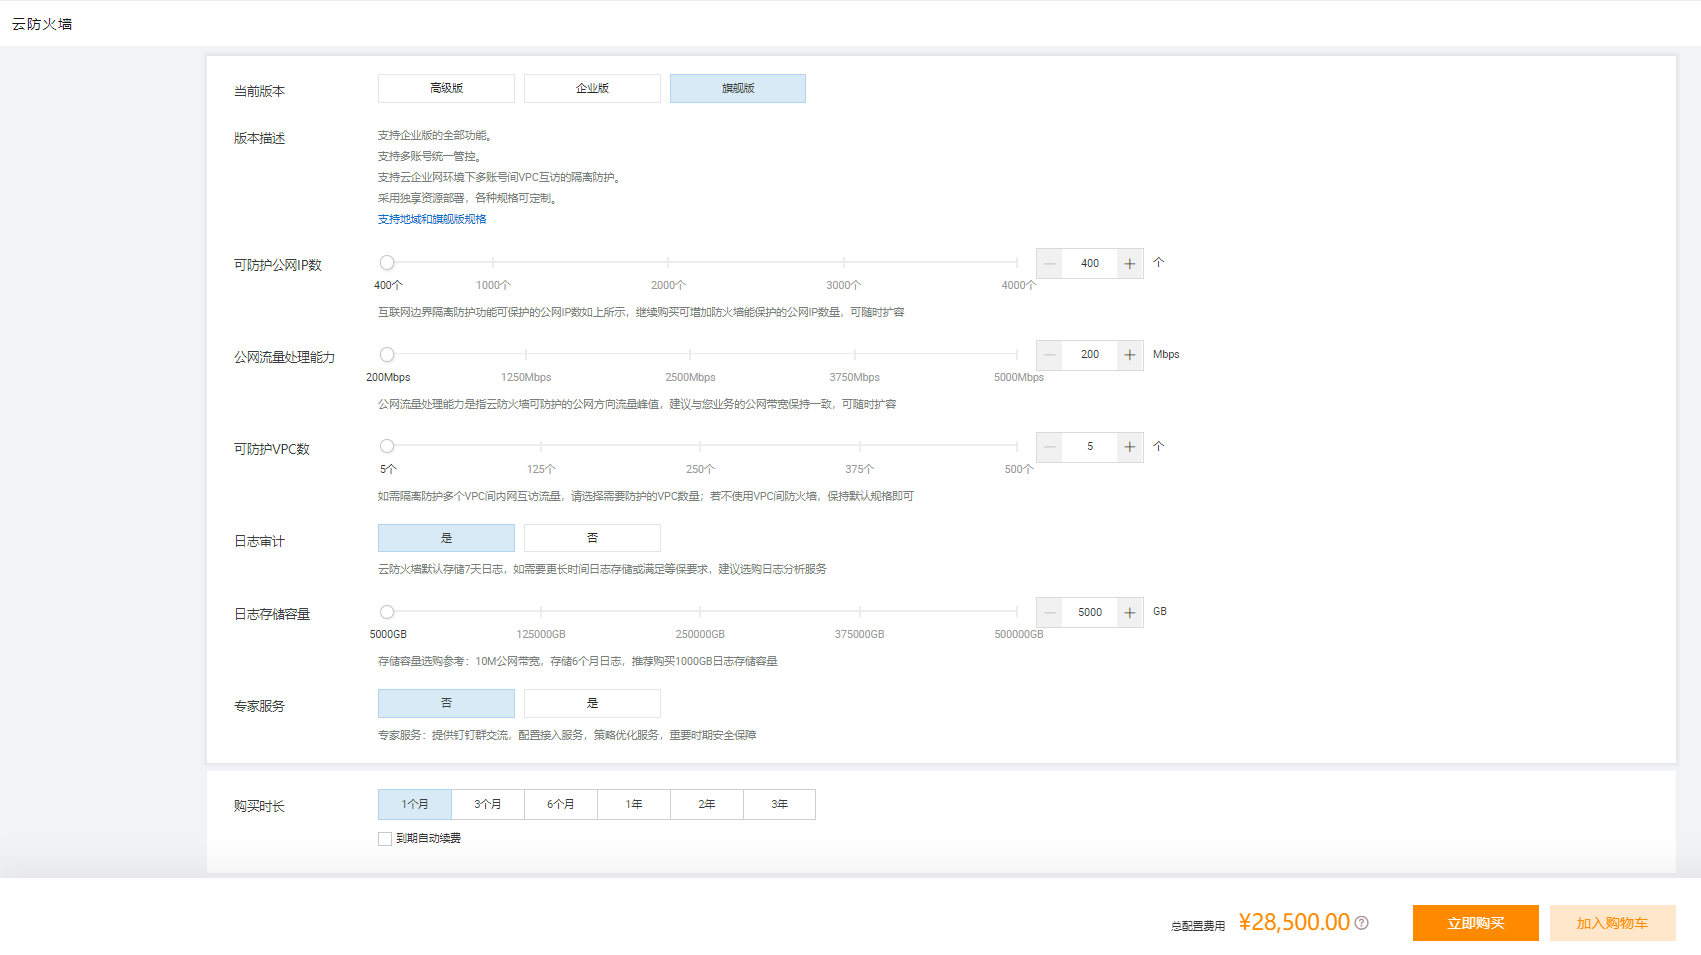 云防火墙
当前版本
高级版 企业版 旗舰版
版本描述
支持企业版的全部功能。
支持多账号统一管控。
支持云企业网环境下多账号间VPC互访的隔离防护。
采用独享资源部署，各种规格可定制。
支持地域和旗舰版规格
可防护公网IP数
— 400 + 个
400个 1000个 2000个 3000个 4000个
互联网边界隔离防护功能可保护的公网IP数如上所示，继续购买可增加防火墙能保护的公网IP数量，可随时扩容
公网流量处理能力
— 200 + Mbps
200Mbps 1250Mbps 2500Mbps 3750Mbps 5000Mbps
公网流量处理能力是指云防火墙可防护的公网方向流量峰值，建议与您业务的公网带宽保持一致，可随时扩容
可防护VPC数
— 5 + 个
5个 125个 250个 375个 500个
如需隔离防护多个VPC间内网互访流量，请选择需要防护的VPC数量；若不使用VPC间防火墙，保持默认规格即可
日志审计
是 否
云防火墙默认存储7天日志，如需要更长时间日志存储或满足等保要求，建议选购日志分析服务
日志存储容量
— 5000 + GB
5000GB 125000GB 250000GB 375000GB 500000GB
存储容量选购参考：10M公网带宽，存储6个月日志，推荐购买1000GB日志存储容量
专家服务
否 是
专家服务：提供钉钉群交流，配置接入服务，策略优化服务，重要时期安全保障
购买时长
1个月 3个月 6个月 1年 2年 3年
到期自动续费
总配置费用 ¥28,500.00 ?
立即购买 加入购物车